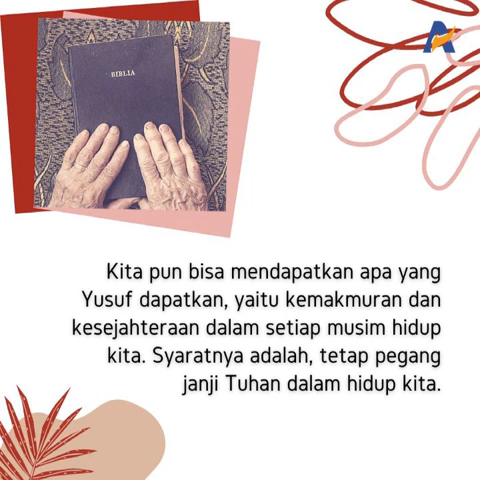 BIBLIA
Kita pun bisa mendapatkan apa yang
Yusuf dapatkan, yaitu kemakmuran dan
kesejahteraan dalam setiap musim hidup
kita. Syaratnya adalah, tetap pegang
janji Tuhan dalam hidup kita.